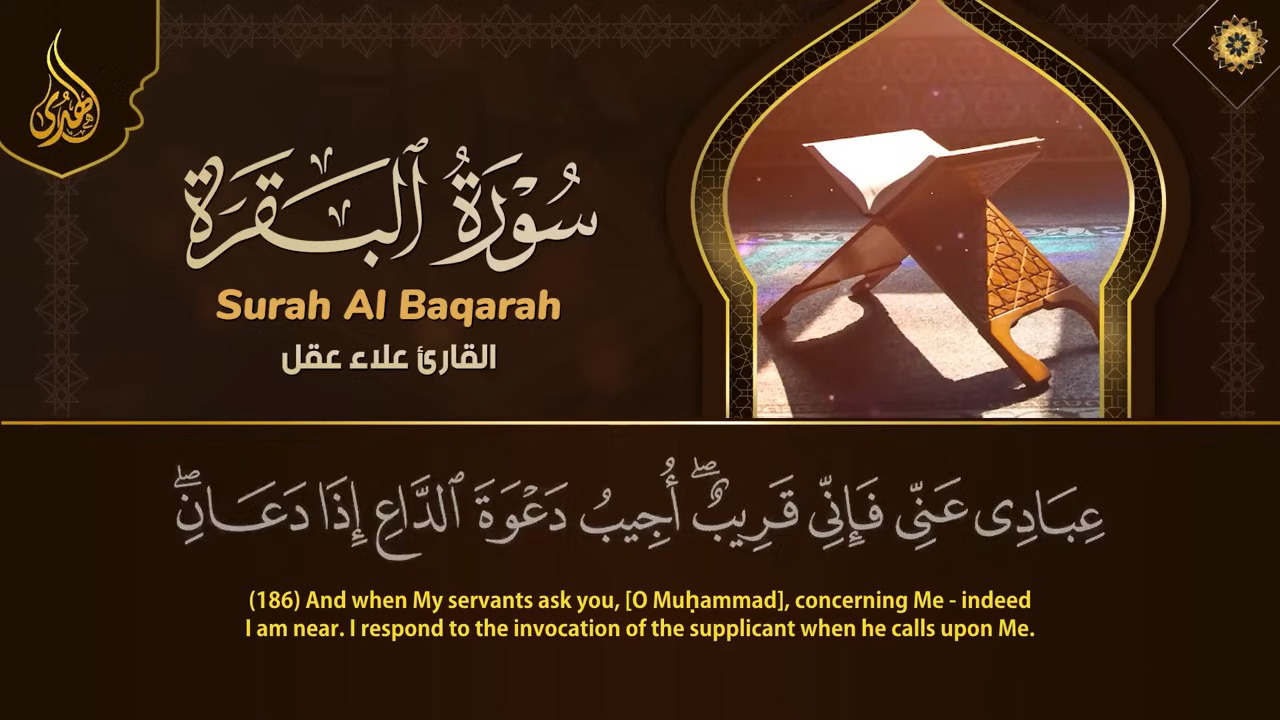 الهدى
سُورَةُ ٱلْبَقَرَة
Surah Al Baqarah
القارئ علاء عقل
عِبَادِى عَنِّى فَإِنِّى قَرِيبٌۖ أُجِيبُ دَعْوَةَ ٱلدَّاعِ إِذَا دَعَانِۖ
(186) And when My servants ask you, [O Muḥammad], concerning Me - indeed
I am near. I respond to the invocation of the supplicant when he calls upon Me.